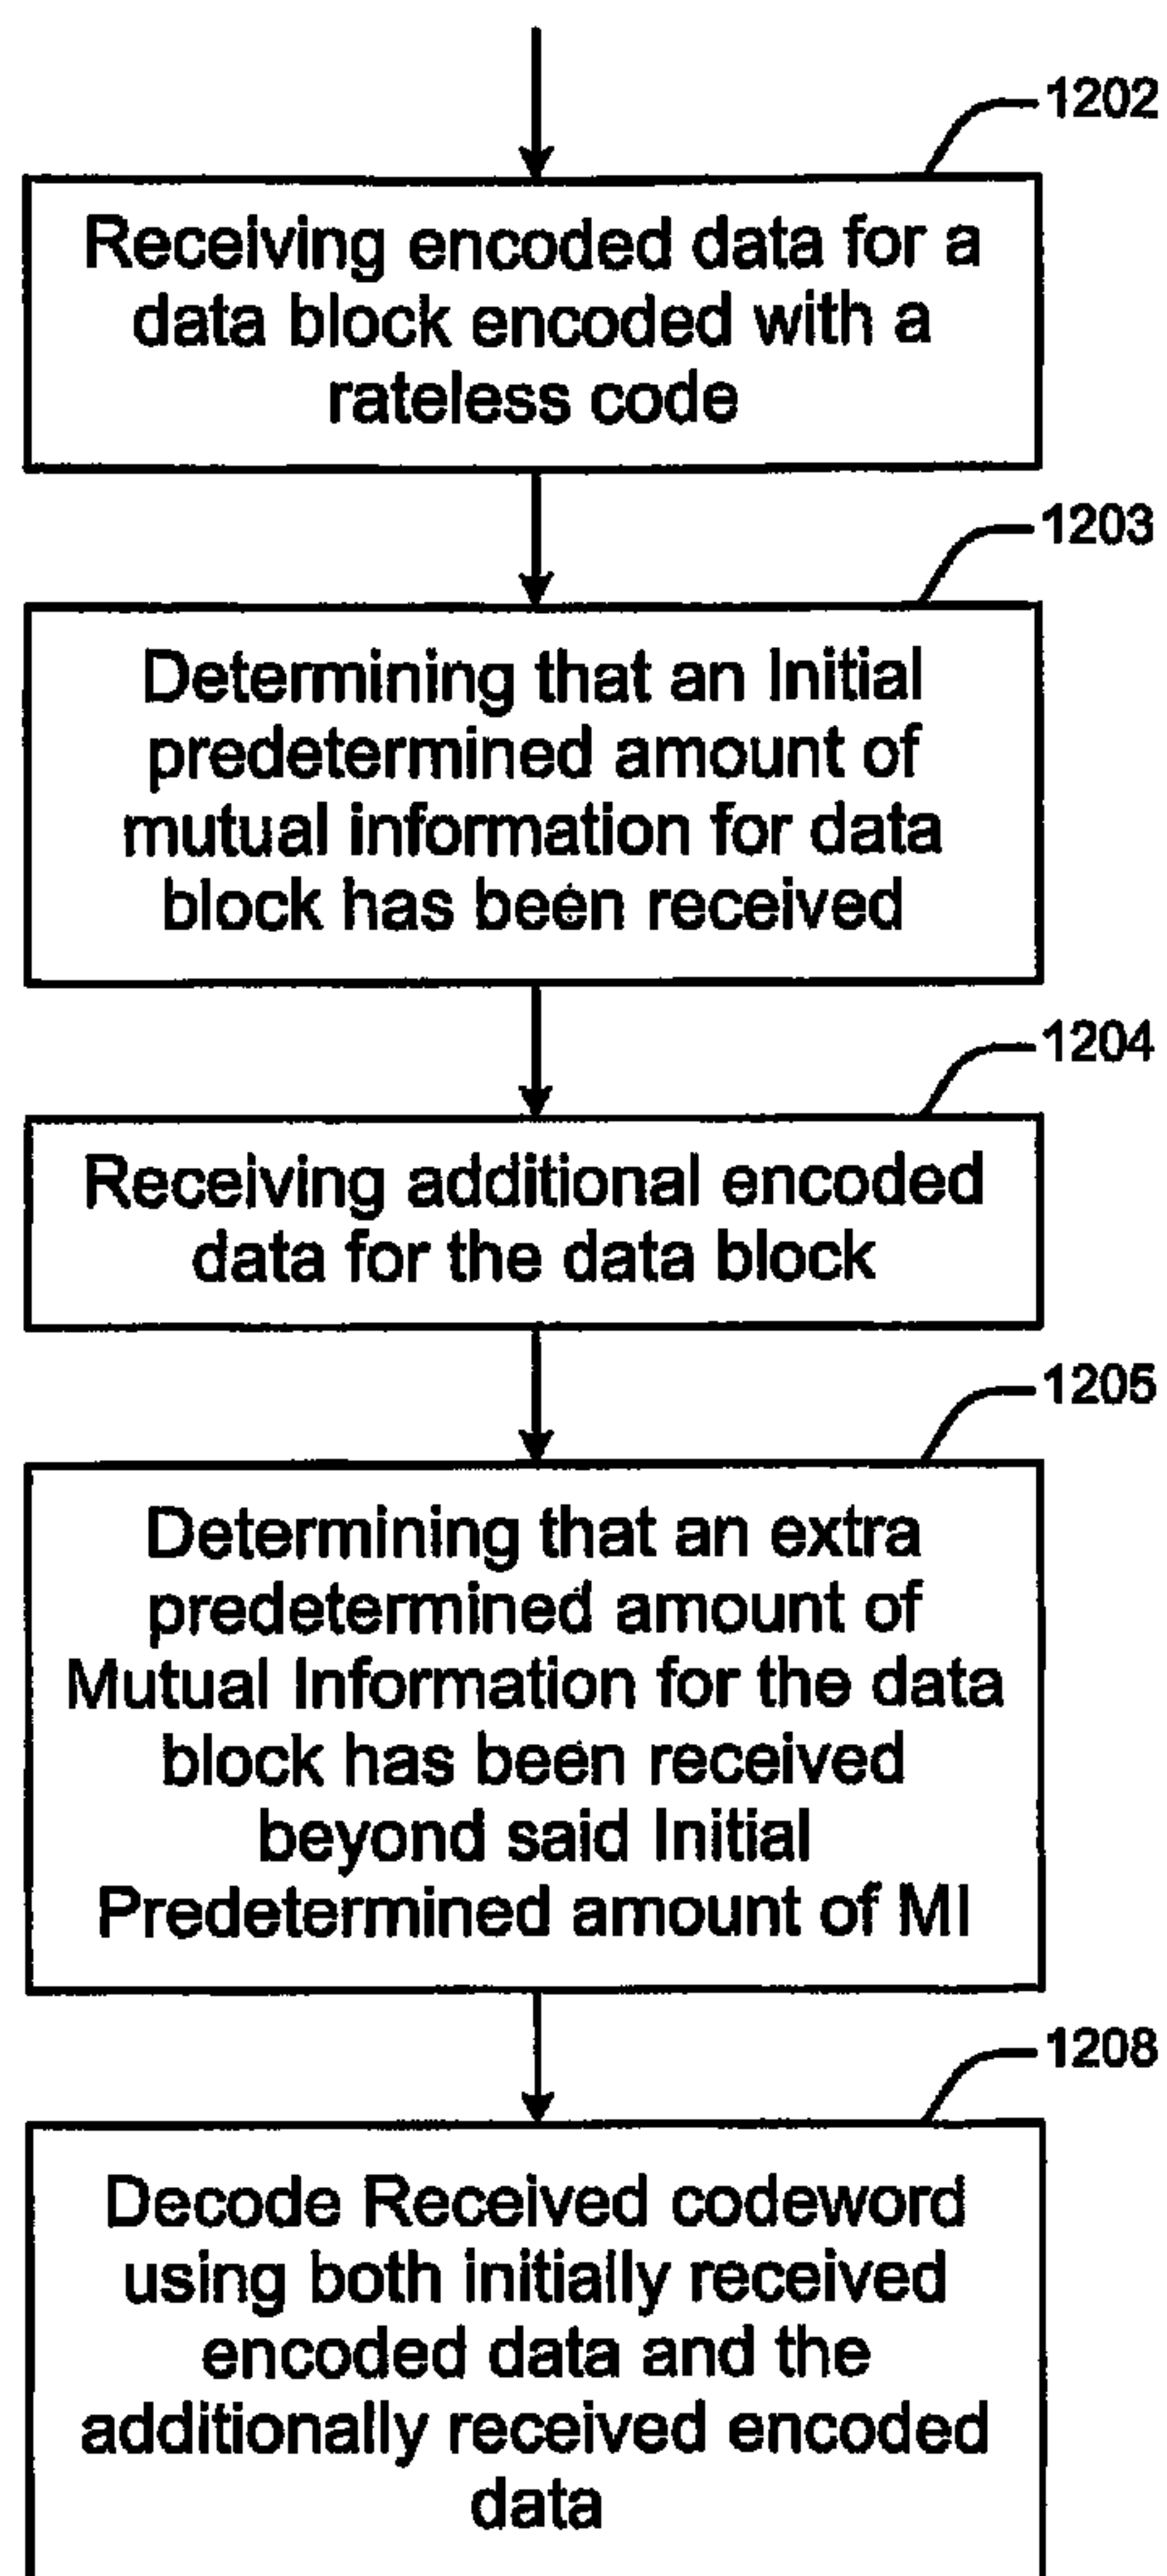 1202
Receiving encoded data for a
data block encoded with a
rateless code
1203
Determining that an Initial
predetermined amount of
mutual information for data
block has been received
1204
Receiving additional encoded
data for the data block
1205
Determining that an extra
predetermined amount of
Mutual Information for the data
block has been received
beyond said Initial
Predetermined amount of MI
1208
Decode Received codeword
using both initially received
encoded data and the
additionally received encoded
data